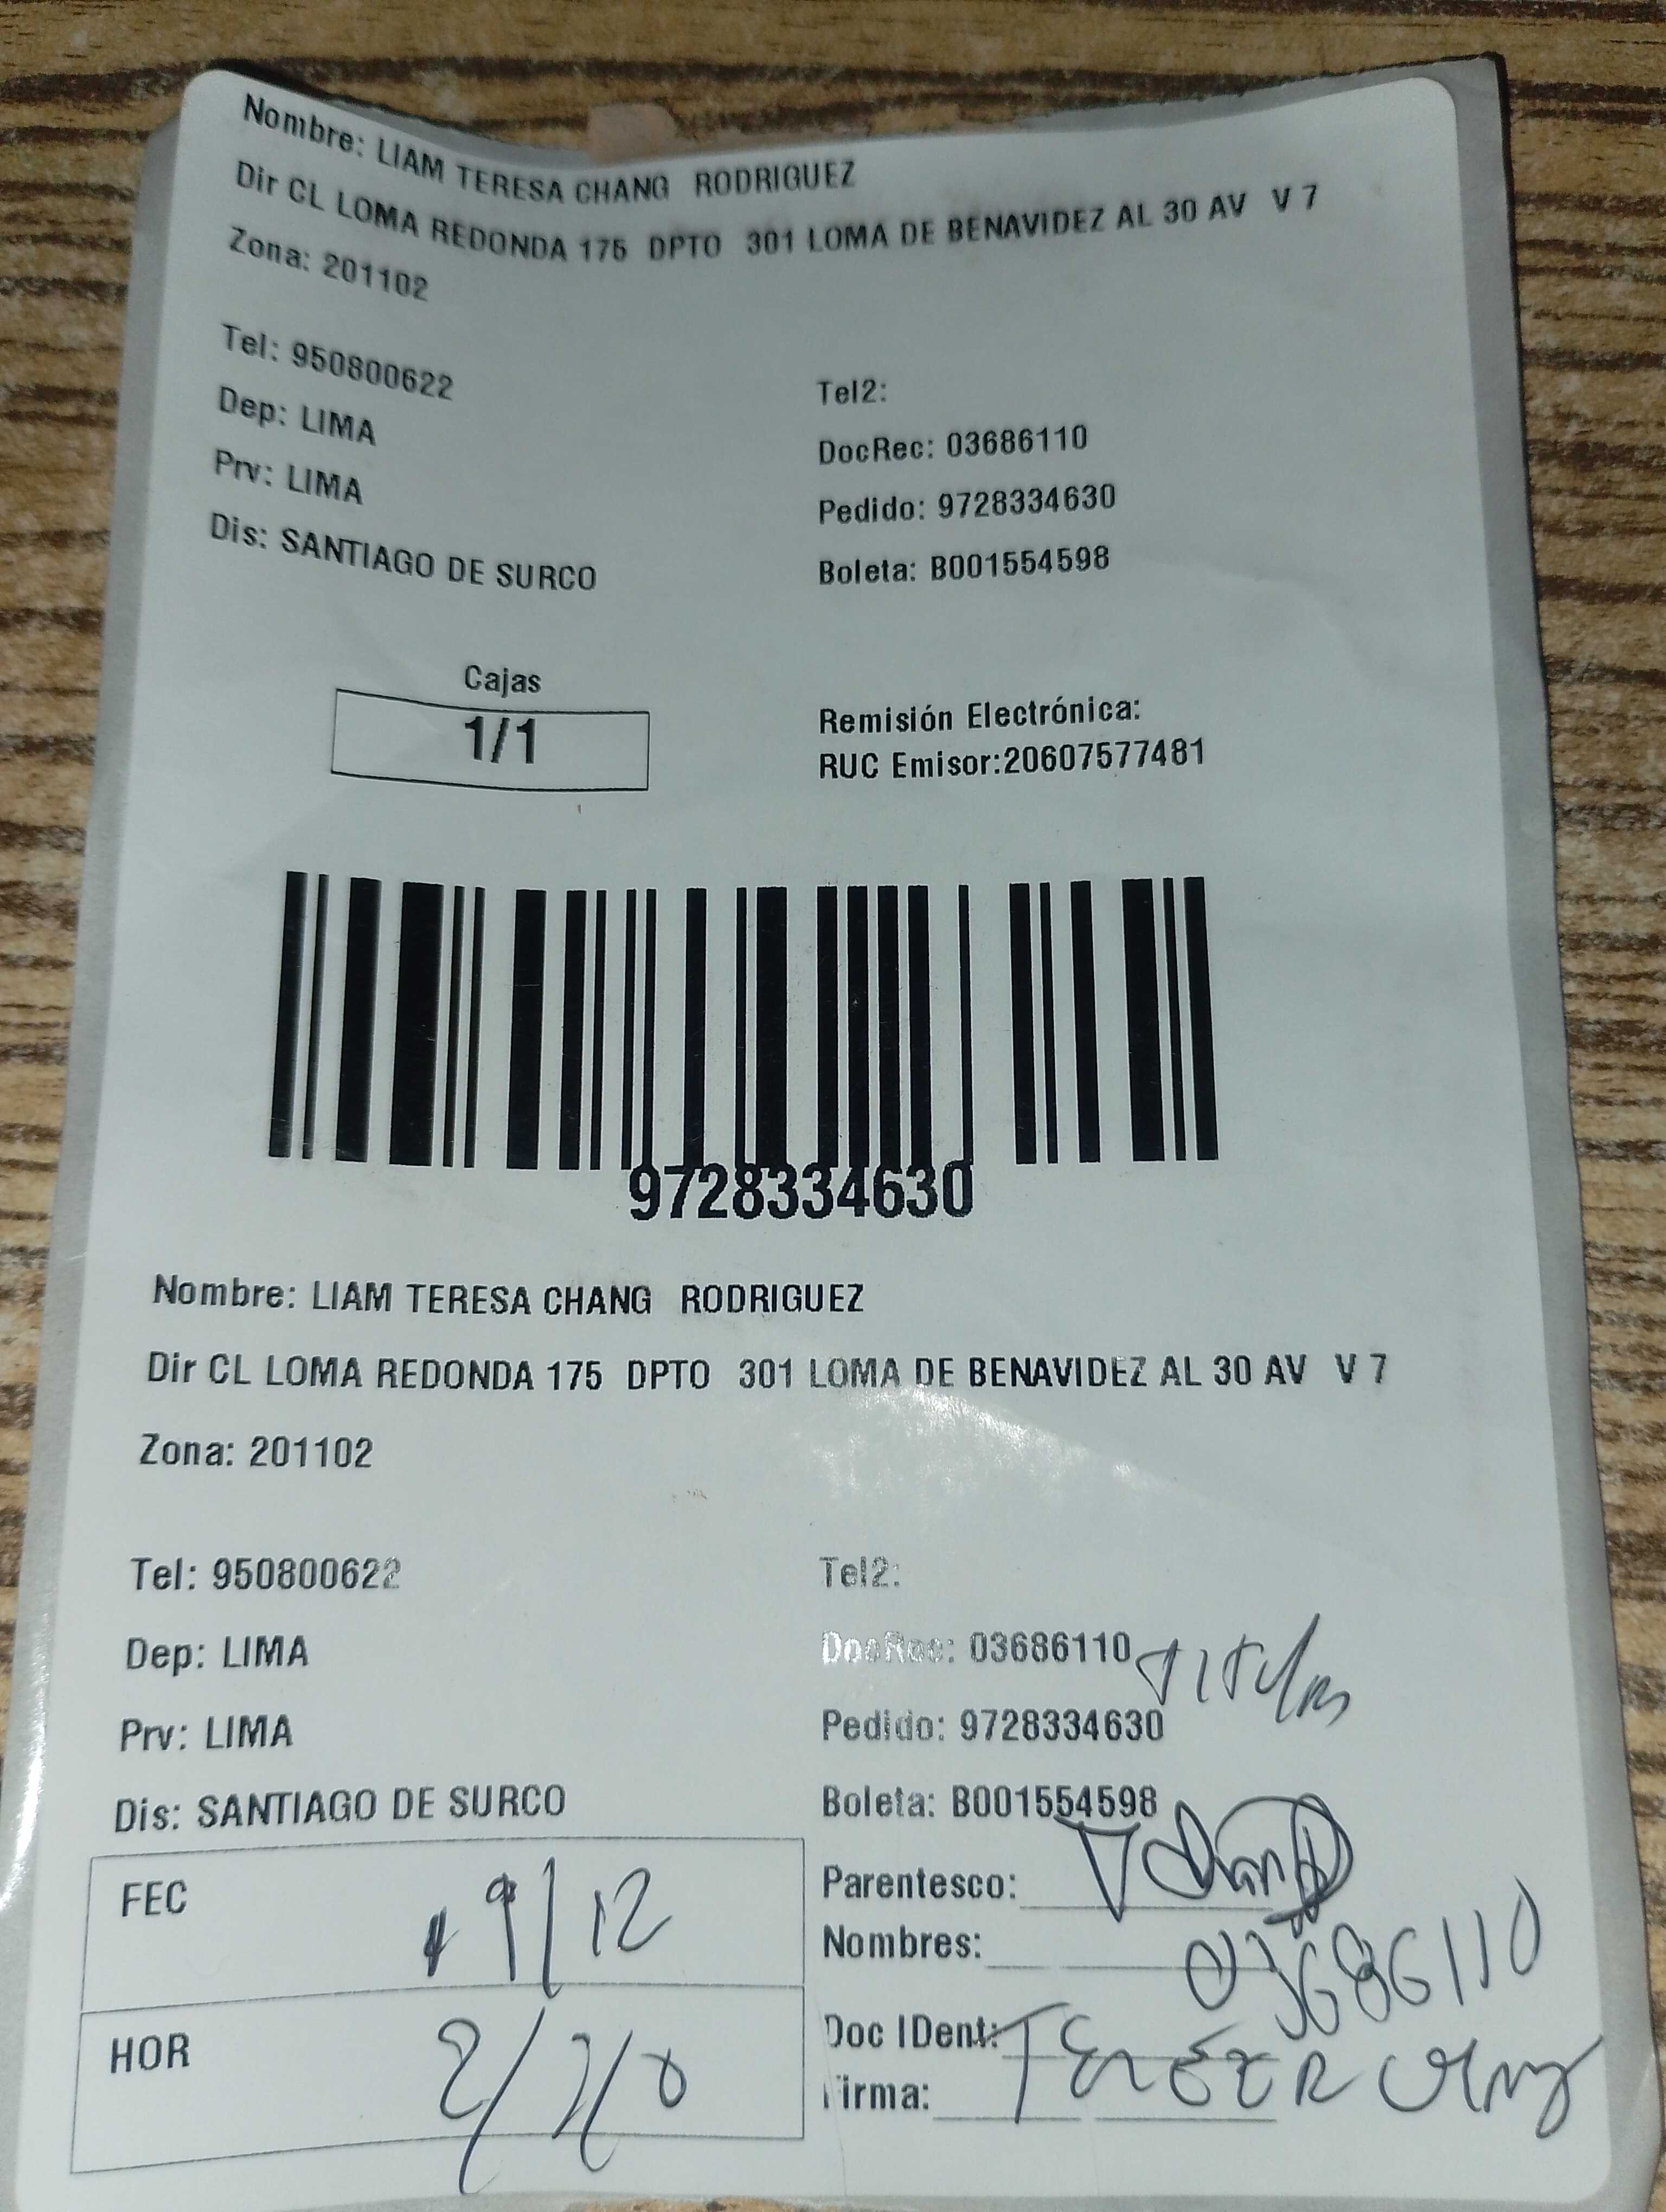 Nombre: LIAM TERESA CHANG RODRIGUEZ
Dir CL LOMA REDONDA 175 DPTO 301 LOMA DE BENAVIDEZ AL 30 AV V 7
Zona: 201102
Tel: 950800622
Tel2:
Dep: LIMA
DocRec: 03686110
Prv: LIMA
Pedido: 9728334630
Dis: SANTIAGO DE SURCO
Boleta: B001554598
Cajas
1/1
Remisión Electrónica:
RUC Emisor:20607577481
9728334630
Nombre: LIAM TERESA CHANG RODRIGUEZ
Dir CL LOMA REDONDA 175 DPTO 301 LOMA DE BENAVIDEZ AL 30 AV V 7
Zona: 201102
Tel: 950800622
Tel2:
Dep: LIMA
DocRec: 03686110
Prv: LIMA
Pedido: 9728334630
Dis: SANTIAGO DE SURCO
Boleta: B001554598
FEC 9/12
Parentesco:
Nombres: 03686110
HOR
Doc IDent:
Firma: